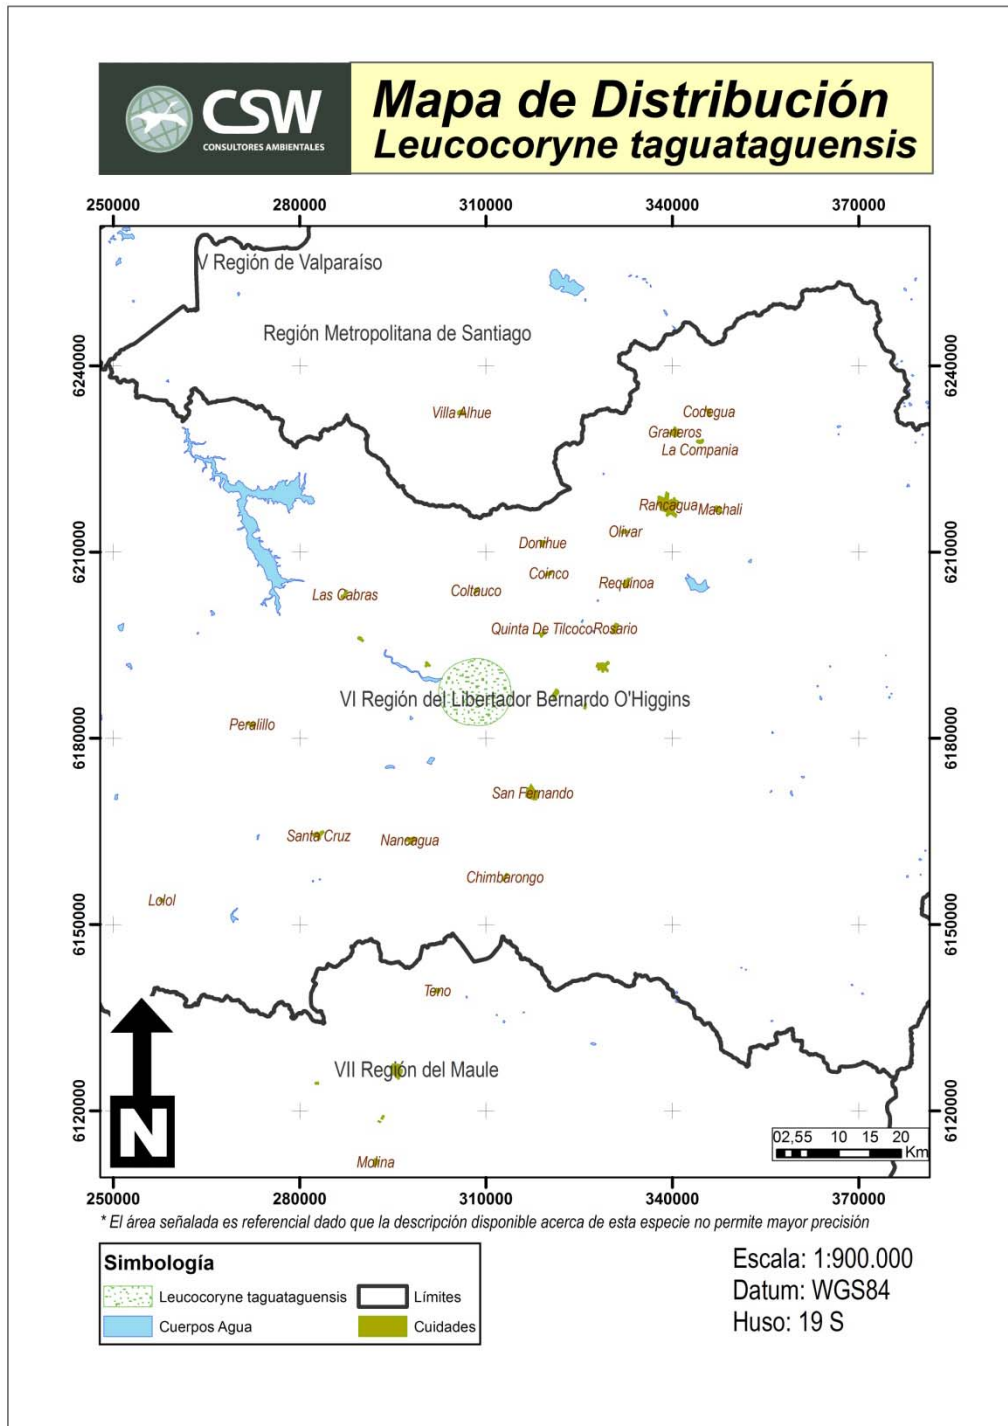 CSW
CONSULTORES AMBIENTALES
Mapa de Distribución
Leucocoryne taguataguensis
250000 280000 310000 340000 370000
V Región de Valparaíso
Región Metropolitana de Santiago
6240000 6240000
Villa Alhue
Codegua
Graneros
La Compania
Rancagua
Machali
Olivar
Donihue
6210000 6210000
Coinco
Requinoa
Coltauco
Las Cabras
Quinta De Tilcoco
Rosario
VI Región del Libertador Bernardo O'Higgins
Peralillo
6180000 6180000
San Fernando
Santa Cruz
Nancagua
Chimbarongo
Lolol
6150000 6150000
Teno
VII Región del Maule
6120000 6120000
N
02,55 10 15 20
Km
Molina
250000 280000 310000 340000 370000
* El área señalada es referencial dado que la descripción disponible acerca de esta especie no permite mayor precisión
Simbología
Leucocoryne taguataguensis
Límites
Cuerpos Agua
Cuidades
Escala: 1:900.000
Datum: WGS84
Huso: 19 S